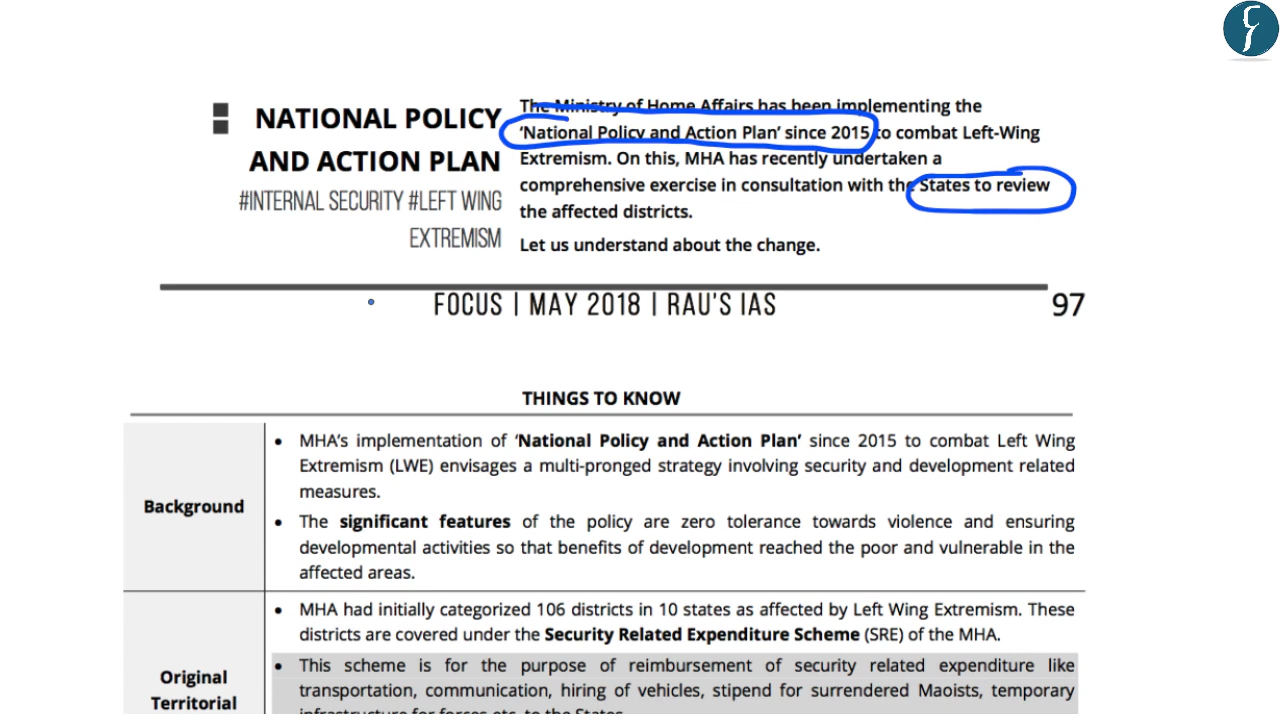 NATIONAL POLICY
AND ACTION PLAN
#INTERNAL SECURITY #LEFT WING
EXTREMISM
The Ministry of Home Affairs has been implementing the
‘National Policy and Action Plan’ since 2015 to combat Left-Wing
Extremism. On this, MHA has recently undertaken a
comprehensive exercise in consultation with the States to review
the affected districts.
Let us understand about the change.
FOCUS | MAY 2018 | RAU'S IAS
97
THINGS TO KNOW
Background
• MHA’s implementation of ‘National Policy and Action Plan’ since 2015 to combat Left Wing
Extremism (LWE) envisages a multi-pronged strategy involving security and development related
measures.
• The significant features of the policy are zero tolerance towards violence and ensuring
developmental activities so that benefits of development reached the poor and vulnerable in the
affected areas.
Original
Territorial
• MHA had initially categorized 106 districts in 10 states as affected by Left Wing Extremism. These
districts are covered under the Security Related Expenditure Scheme (SRE) of the MHA.
• This scheme is for the purpose of reimbursement of security related expenditure like
transportation, communication, hiring of vehicles, stipend for surrendered Maoists, temporary
infrastructure for forces etc. to the States.